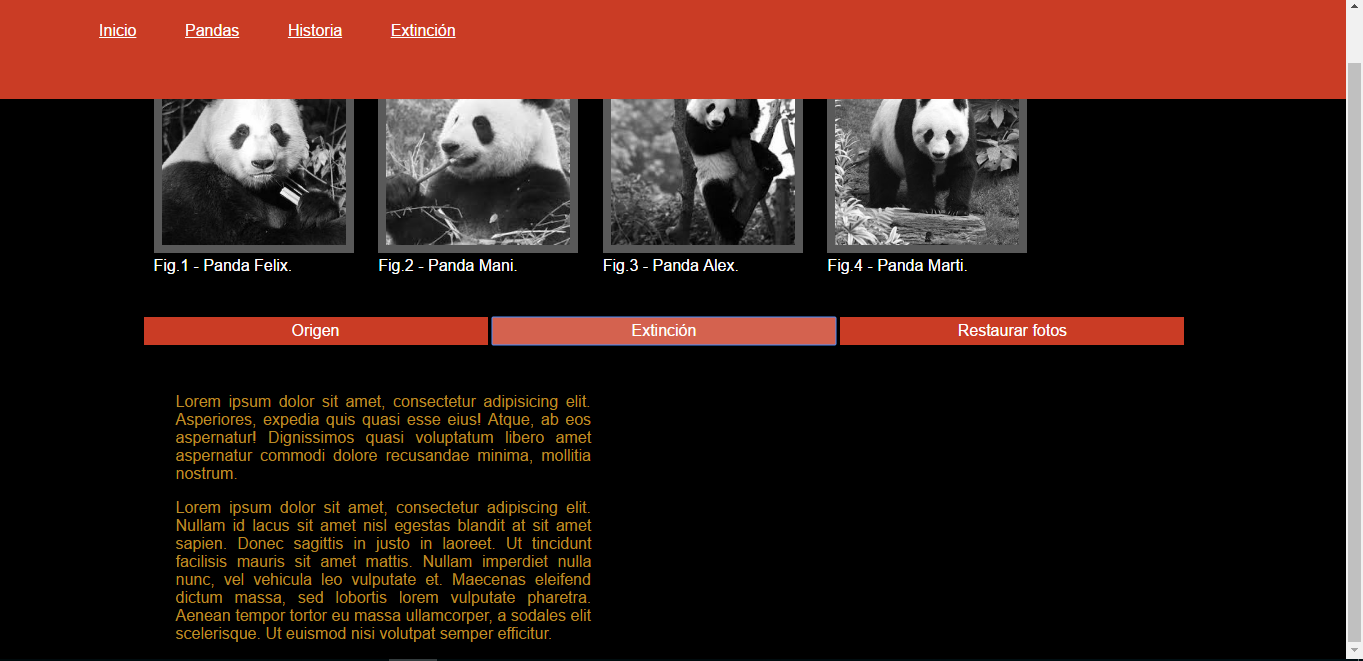 Inicio Pandas Historia Extinción
Fig.1 - Panda Felix. Fig.2 - Panda Mani. Fig.3 - Panda Alex. Fig.4 - Panda Marti.
Origen Extinción Restaurar fotos
Lorem ipsum dolor sit amet, consectetur adipisicing elit.
Asperiores, expedia quis quasi esse eius! Atque, ab eos
aspernatur! Dignissimos quasi voluptatum libero amet
aspernatur commodi dolore recusandae minima, mollitia
nostrum.
Lorem ipsum dolor sit amet, consectetur adipiscing elit.
Nullam id lacus sit amet nisl egestas blandit at sit amet
sapien. Donec sagittis in justo in laoreet. Ut tincidunt
facilisis mauris sit amet mattis. Nullam imperdiet nulla
nunc, vel vehicula leo vulputate et. Maecenas eleifend
dictum massa, sed lobortis lorem vulputate pharetra.
Aenean tempor tortor eu massa ullamcorper, a sodales elit
scelerisque. Ut euismod nisi volutpat semper efficitur.